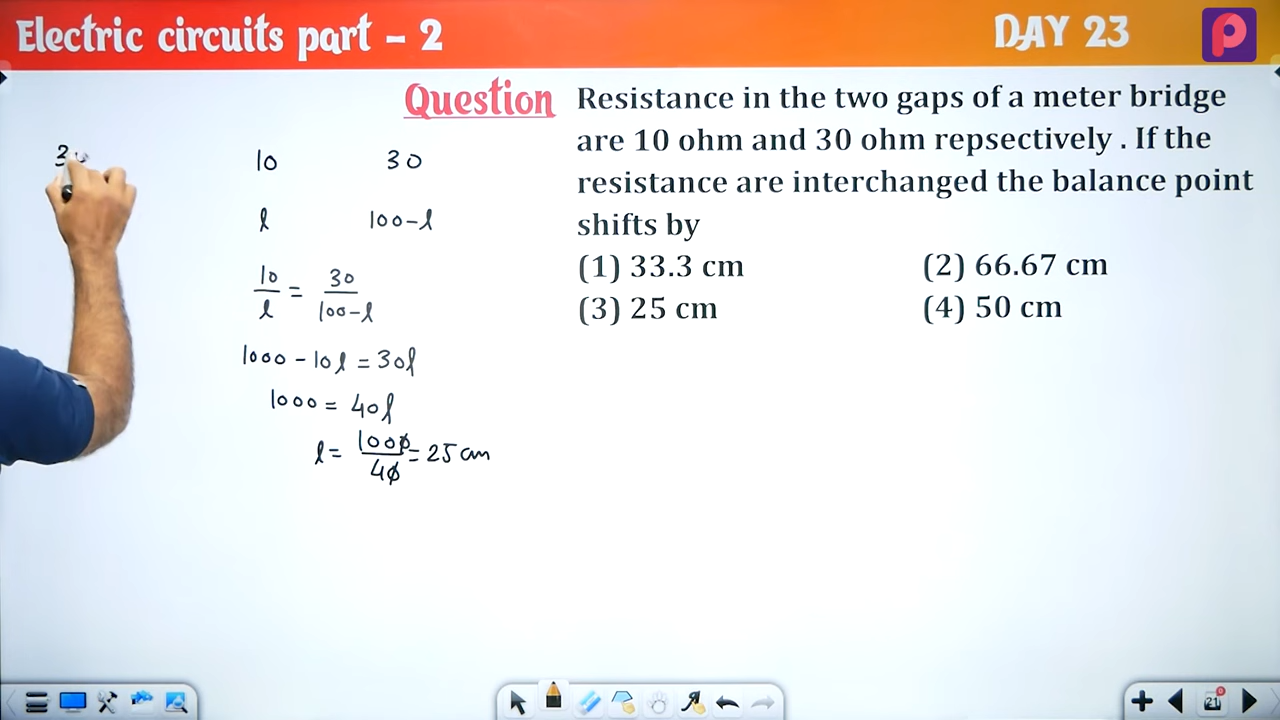 Electric circuits part – 2
DAY 23
Question
Resistance in the two gaps of a meter bridge
are 10 ohm and 30 ohm repsectively . If the
resistance are interchanged the balance point
shifts by
(1) 33.3 cm
(2) 66.67 cm
(3) 25 cm
(4) 50 cm
10 30
l 100-l
10/l = 30/100-l
1000 - 10l = 30l
1000 = 40l
l = 1000/40 = 25 cm
21
0